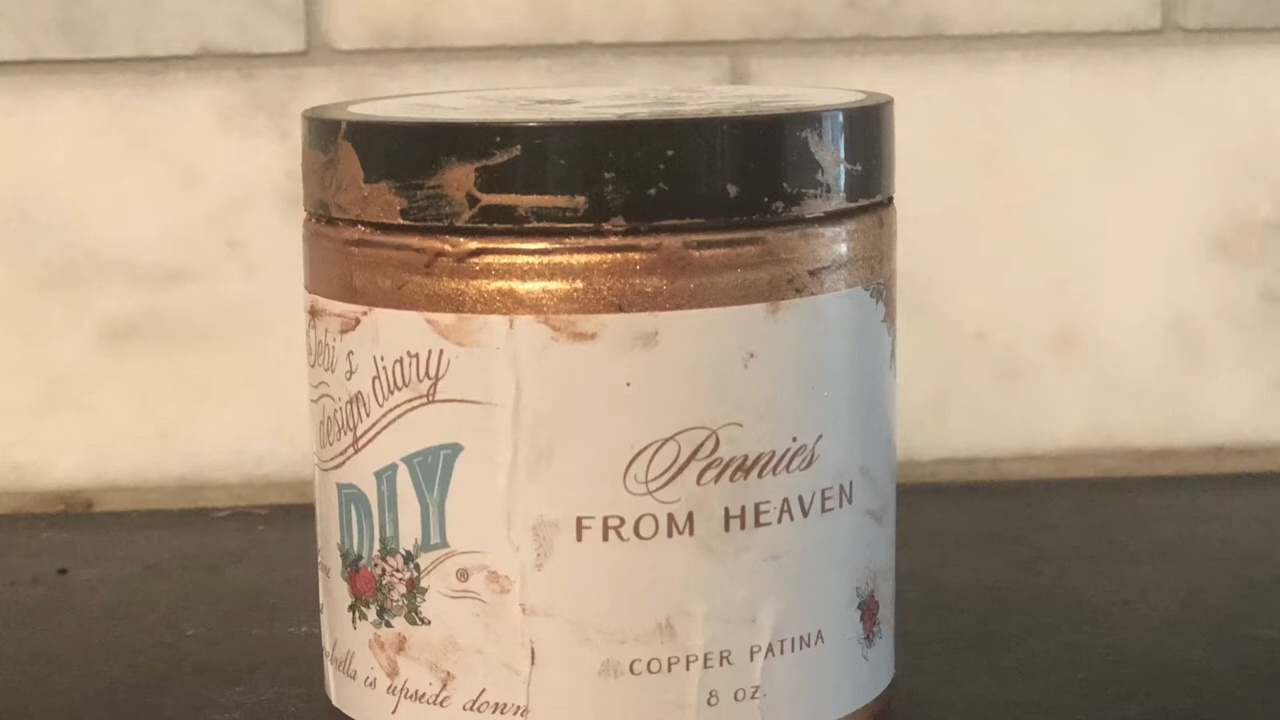 Debi's
design diary
DIY
®
is upside down
Pennies
FROM HEAVEN
COPPER PATINA
8 OZ.